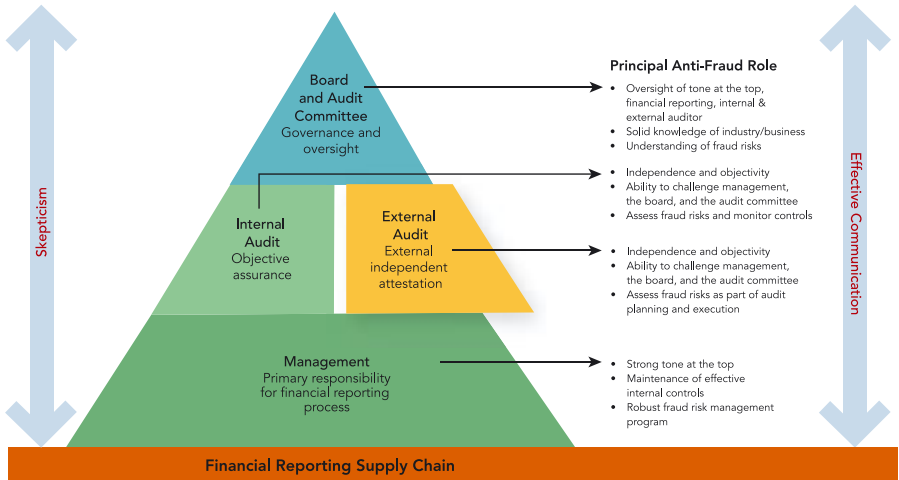 Skepticism
Board
and Audit
Committee
Governance and
oversight
Internal
Audit
Objective
assurance
External
Audit
External
independent
attestation
Management
Primary responsibility
for financial reporting
process
Principal Anti-Fraud Role
• Oversight of tone at the top,
financial reporting, internal &
external auditor
• Solid knowledge of industry/business
• Understanding of fraud risks
• Independence and objectivity
• Ability to challenge management,
the board, and the audit committee
• Assess fraud risks and monitor controls
• Independence and objectivity
• Ability to challenge management,
the board, and the audit committee
• Assess fraud risks as part of audit
planning and execution
• Strong tone at the top
• Maintenance of effective
internal controls
• Robust fraud risk management
program
Effective Communication
Financial Reporting Supply Chain